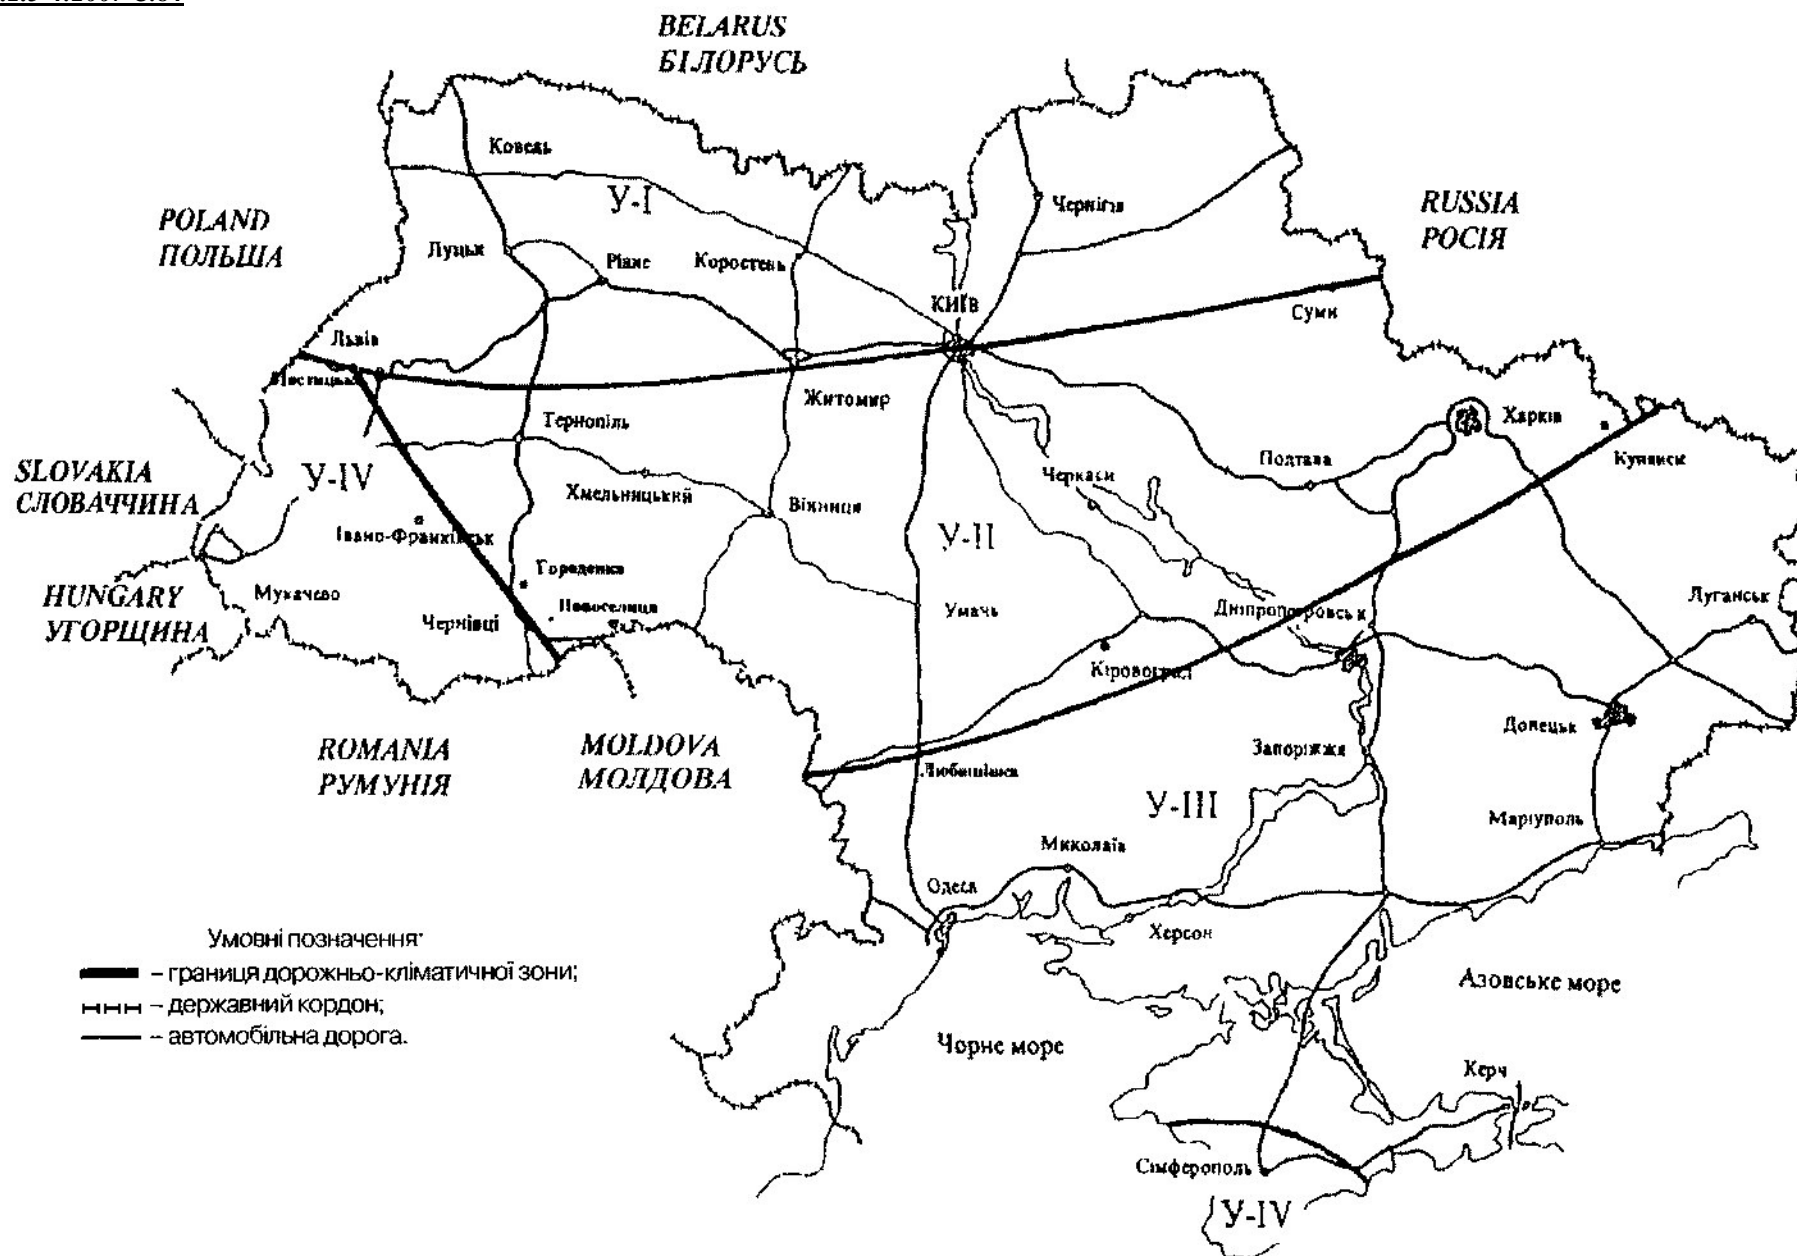 BELARUS
БІЛОРУСЬ
Ковель
У-І
Чернігів
RUSSIA
РОСІЯ
POLAND
ПОЛЬША
Луцьк
Рівне
Коростень
КИЇВ
Суми
Львів
Житомир
Тернопіль
Харків
SLOVAKIA
СЛОВАЧЧИНА
У-IV
Хмельницький
Вінниця
Черкаси
Полтава
Купянск
У-ІІ
Івано-Франківськ
HUNGARY
УГОРЩИНА
Мукачево
Городенка
Новоселиця
Чернівці
Умань
Дніпропетровськ
Луганськ
Кіровоград
ROMANIA
РУМУНІЯ
MOLDOVA
МОЛДОВА
Любашівка
Запоріжжя
Донецьк
У-ІІІ
Маріуполь
Миколаїв
Одеса
Херсон
Умовні позначення:
– границя дорожньо-кліматичної зони;
– державний кордон;
– автомобільна дорога.
Азовське море
Чорне море
Керч
Сімферополь
У-IV